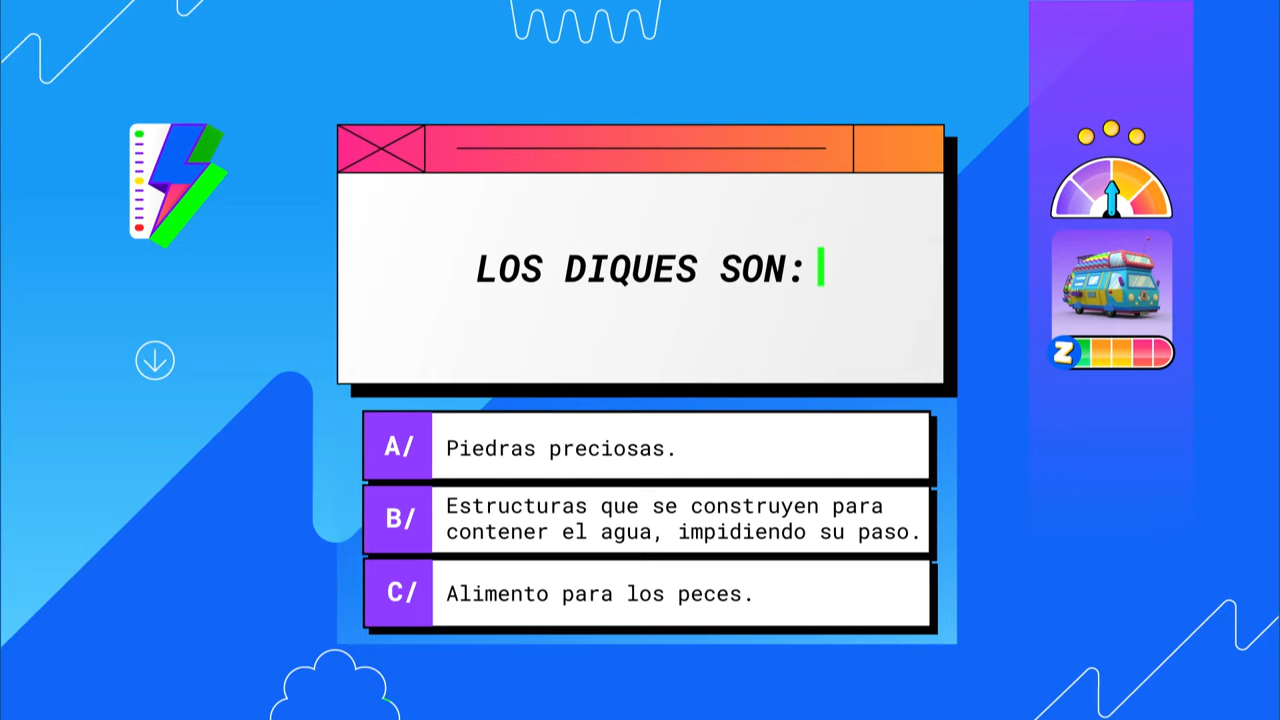 LOS DIQUES SON:
A/ Piedras preciosas.
B/ Estructuras que se construyen para
contener el agua, impidiendo su paso.
C/ Alimento para los peces.
Z